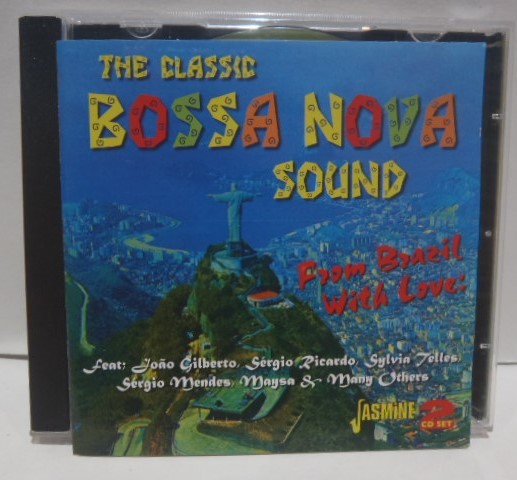 THE CLASSIC
BOSSA NOVA
SOUND
From Brazil
With Love:
Feat: João Gilberto, Sérgio Ricardo, Sylvia Telles,
Sérgio Mendes, Maysa & Many Others
JASMINE 2
CD SET